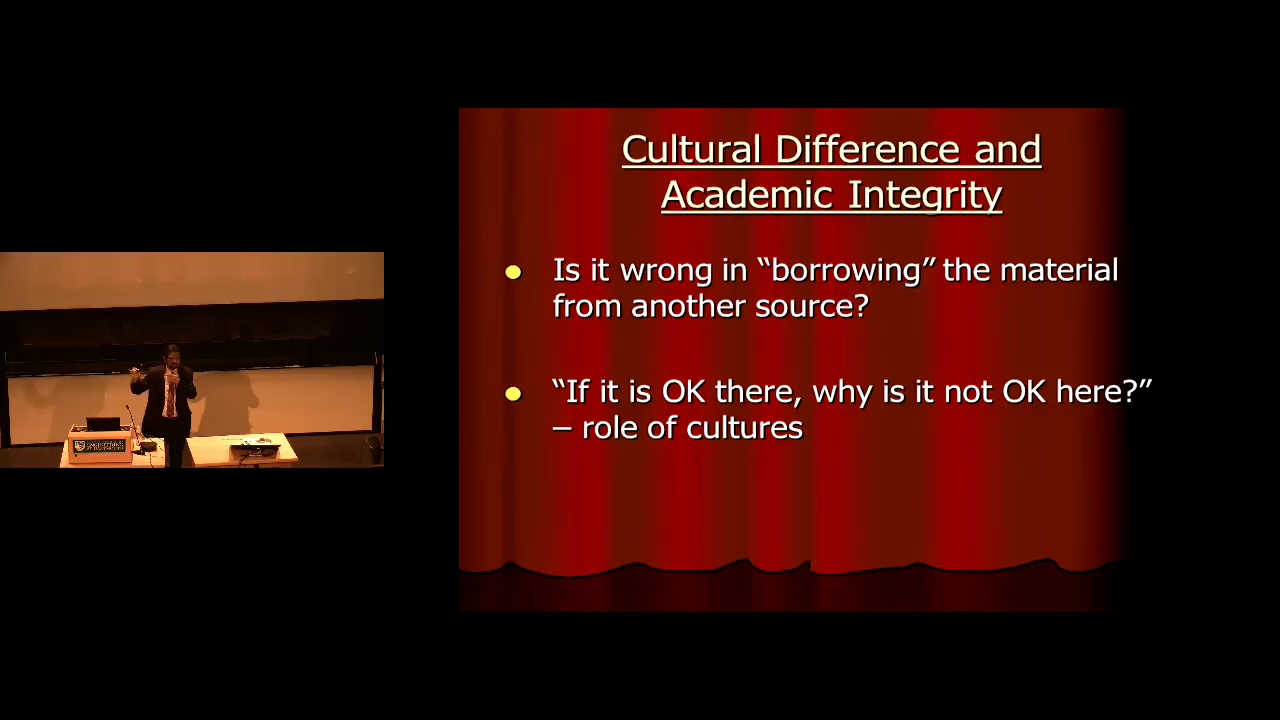 Cultural Difference and
Academic Integrity
● Is it wrong in “borrowing” the material
from another source?
● “If it is OK there, why is it not OK here?”
– role of cultures
ENGINEERING